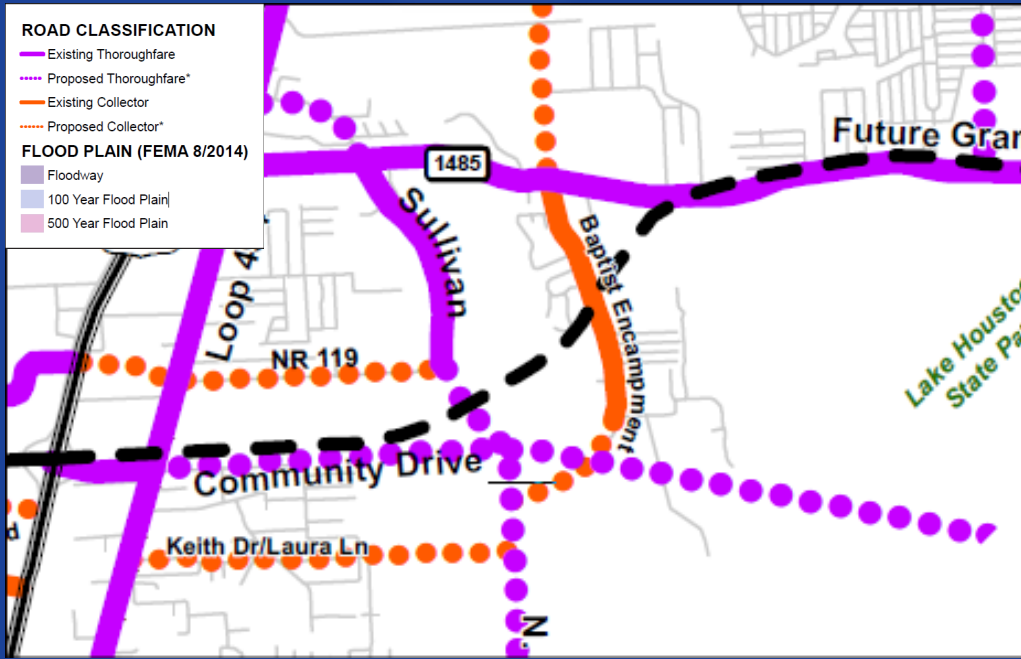 ROAD CLASSIFICATION
Existing Thoroughfare
Proposed Thoroughfare*
Existing Collector
Proposed Collector*
FLOOD PLAIN (FEMA 8/2014)
Floodway
100 Year Flood Plain
500 Year Flood Plain
1485
Future Gran
Sullivan
Baptist Encampment
Loop 4
Lake Housto
State Pa
NR 119
Community Drive
Keith Dr/Laura Ln
d
N.